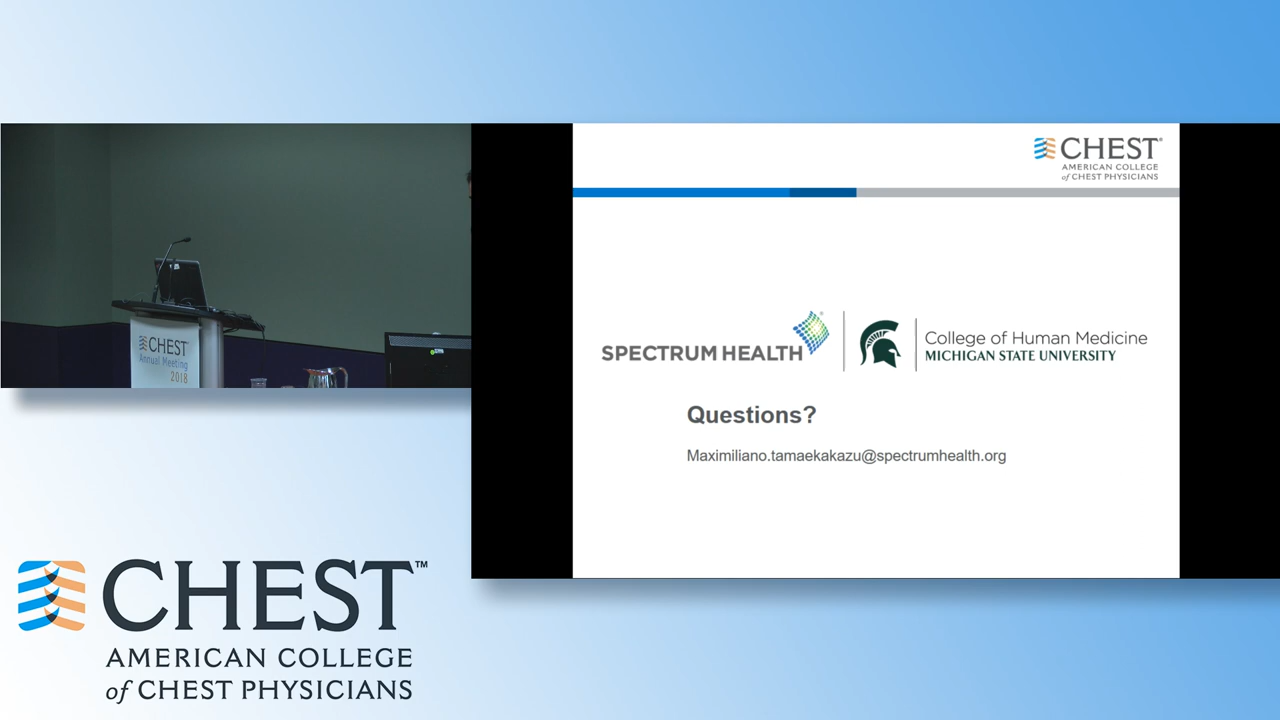 CHEST
Annual Meeting
2018
CHEST®
AMERICAN COLLEGE
of CHEST PHYSICIANS
SPECTRUM HEALTH®
College of Human Medicine
MICHIGAN STATE UNIVERSITY
Questions?
Maximiliano.tamaekakazu@spectrumhealth.org
CHEST™
AMERICAN COLLEGE
of CHEST PHYSICIANS